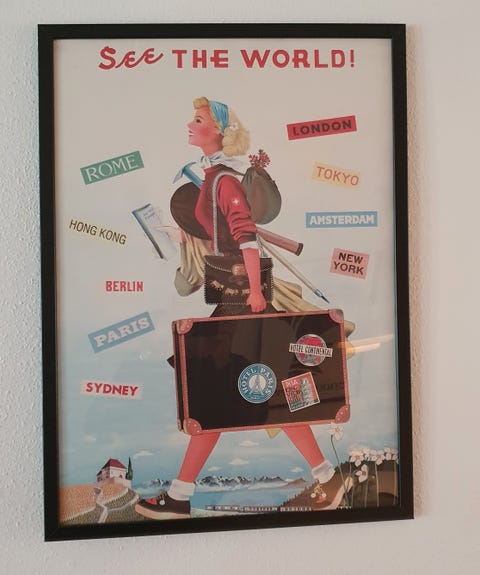 See THE WORLD!
LONDON
ROME
TOKYO
AMSTERDAM
HONG KONG
NEW
YORK
BERLIN
PARIS
SYDNEY
HOTEL CONTINENTAL
HOTEL PARIS